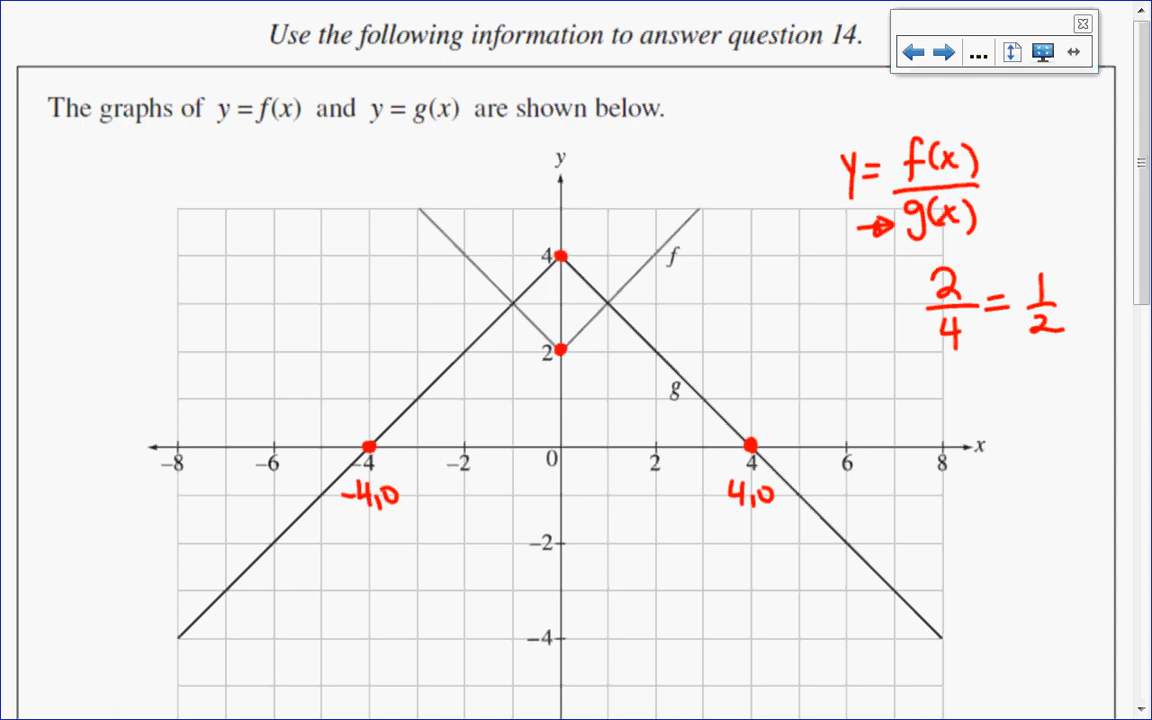 Use the following information to answer question 14.
...
The graphs of y = f(x) and y = g(x) are shown below.
y
y = f(x)
g(x)
4
f
2/4 = 1/2
2
g
–8 –6 –4 –2 0 2 4 6 8 x
-4,0 4,0
–2
–4